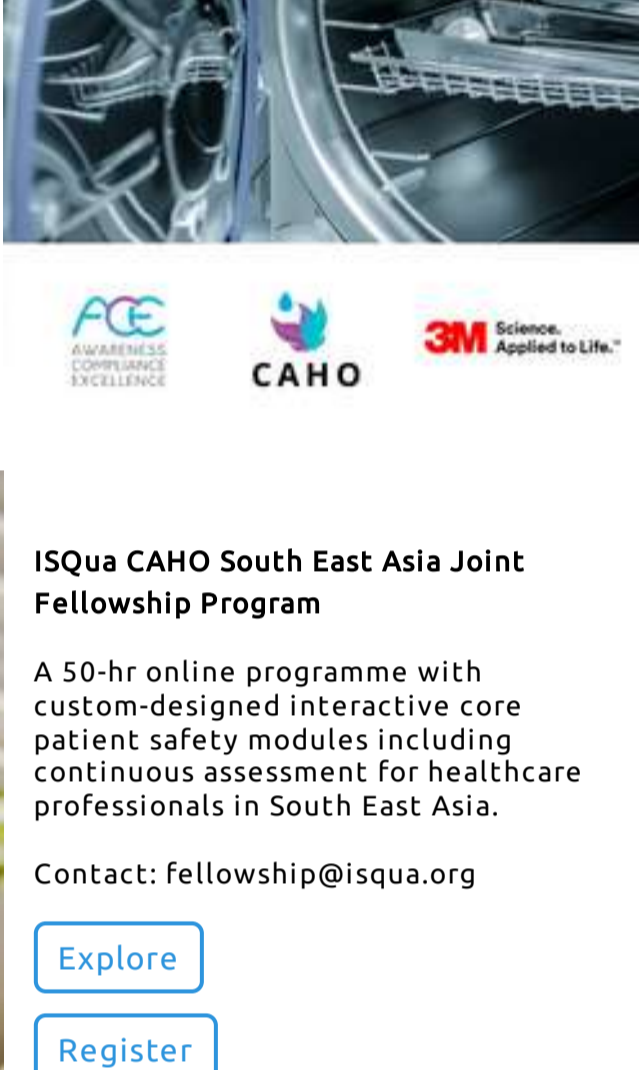 ACE
AWARENESS
COMPLIANCE
EXCELLENCE
CAHO
3M Science.
Applied to Life.™
ISQua CAHO South East Asia Joint
Fellowship Program
A 50-hr online programme with
custom-designed interactive core
patient safety modules including
continuous assessment for healthcare
professionals in South East Asia.
Contact: fellowship@isqua.org
Explore
Register